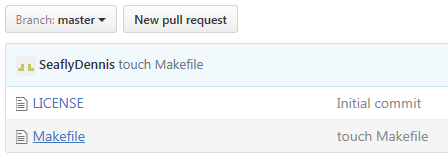 Branch: master New pull request
SeaflyDennis touch Makefile
LICENSE Initial commit
Makefile touch Makefile